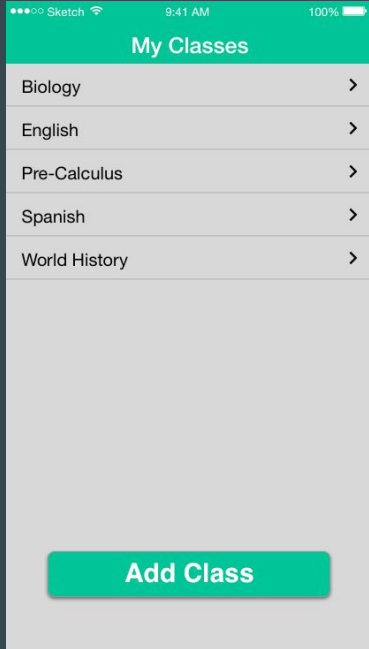 Sketch 9:41 AM 100%
My Classes
Biology
English
Pre-Calculus
Spanish
World History
Add Class